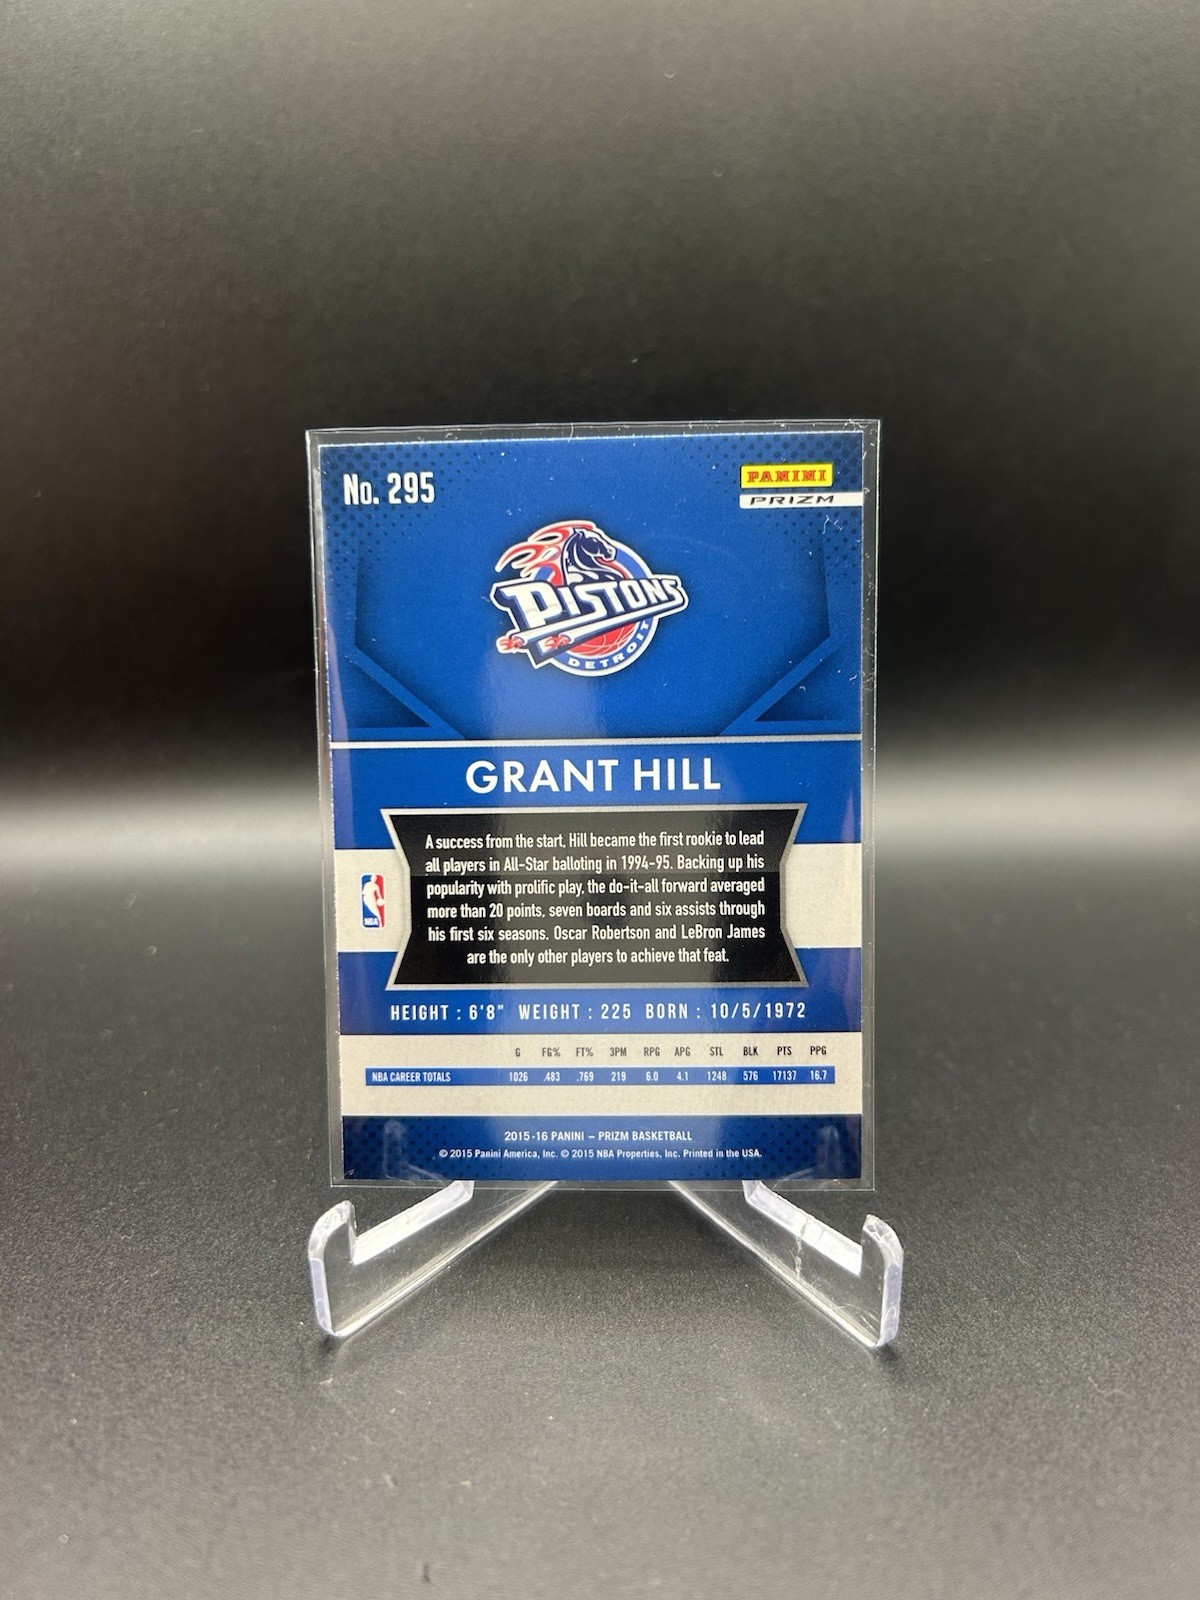 No. 295
PANINI
PRIZM
PISTONS
DETROIT
GRANT HILL
A success from the start, Hill became the first rookie to lead
all players in All-Star balloting in 1994-95. Backing up his
popularity with prolific play, the do-it-all forward averaged
more than 20 points, seven boards and six assists through
his first six seasons. Oscar Robertson and LeBron James
are the only other players to achieve that feat.
NBA
HEIGHT : 6'8" WEIGHT : 225 BORN : 10/5/1972
G FG% FT% 3PM RPG APG STL BLK PTS PPG
NBA CAREER TOTALS 1026 .483 .769 219 6.0 4.1 1248 576 17137 16.7
2015-16 PANINI – PRIZM BASKETBALL
© 2015 Panini America, Inc. © 2015 NBA Properties, Inc. Printed in the USA.